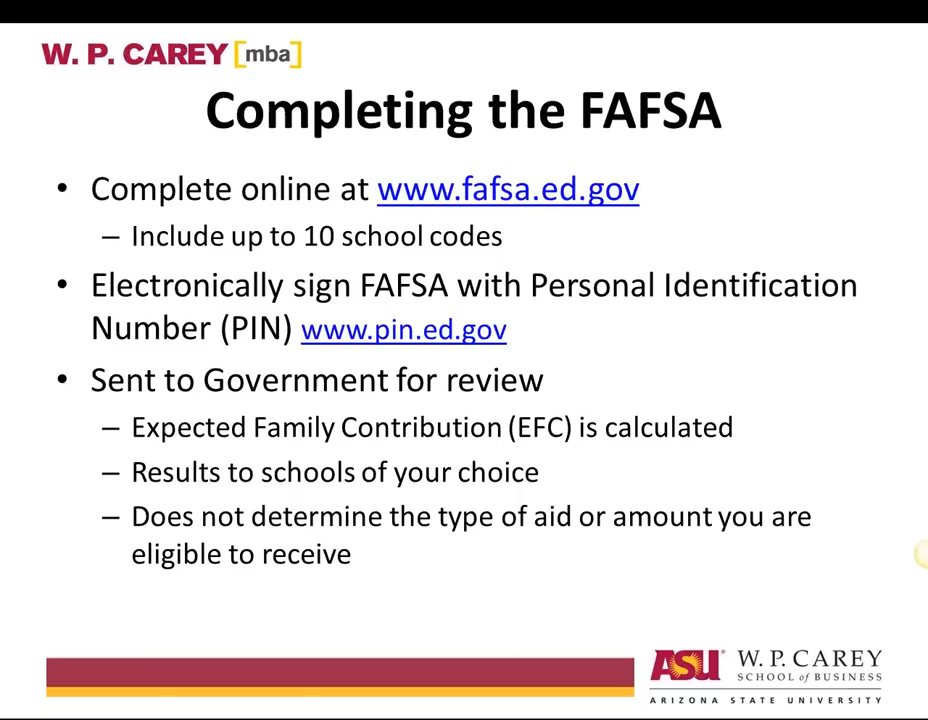 W. P. CAREY [mba]
Completing the FAFSA
• Complete online at www.fafsa.ed.gov
– Include up to 10 school codes
• Electronically sign FAFSA with Personal Identification
Number (PIN) www.pin.ed.gov
• Sent to Government for review
– Expected Family Contribution (EFC) is calculated
– Results to schools of your choice
– Does not determine the type of aid or amount you are
eligible to receive
ASU W. P. CAREY
SCHOOL of BUSINESS
ARIZONA STATE UNIVERSITY